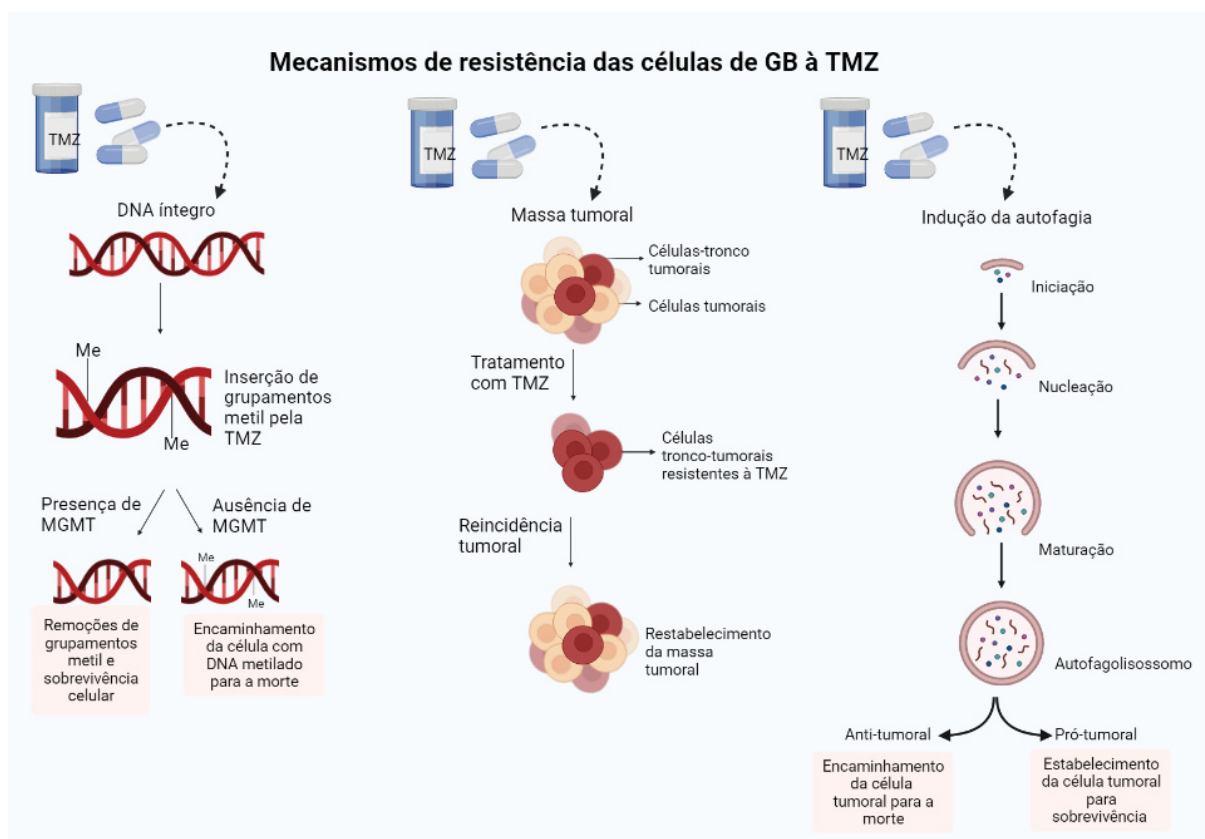 Mecanismos de resistência das células de GB à TMZ
TMZ
DNA íntegro
Me
Inserção de
grupamentos
metil pela
TMZ
Me
Presença de
MGMT
Ausência de
MGMT
Me
Me
Remoções de
grupamentos
metil e
sobrevivência
celular
Encaminhamento
da célula com
DNA metilado
para a morte
TMZ
Massa tumoral
Células-tronco
tumorais
Células tumorais
Tratamento
com TMZ
Células
tronco-tumorais
resistentes à TMZ
Reincidência
tumoral
Restabelecimento
da massa
tumoral
TMZ
Indução da autofagia
Iniciação
Nucleação
Maturação
Autofagolisossomo
Anti-tumoral
Pró-tumoral
Encaminhamento
da célula
tumoral para a
morte
Estabelecimento
da célula tumoral
para
sobrevivência